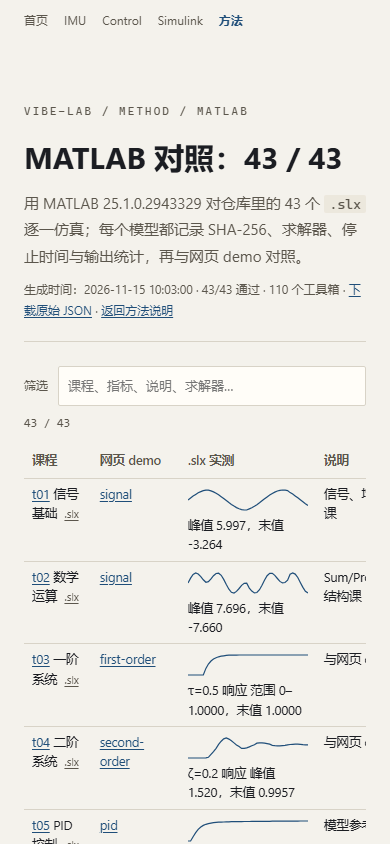 首页 IMU Control Simulink 方法
VIBE-LAB / METHOD / MATLAB
MATLAB 对照：43 / 43
用 MATLAB 25.1.0.2943329 对仓库里的 43 个 .slx
逐一仿真；每个模型都记录 SHA-256、求解器、停
止时间与输出统计，再与网页 demo 对照。
生成时间：2026-11-15 10:03:00 · 43/43 通过 · 110 个工具箱 · 下
载原始 JSON · 返回方法说明
筛选 课程、指标、说明、求解器...
43 / 43
课程 网页 demo .slx 实测 说明
t01 信号
基础 .slx
signal
峰值 5.997，末值
-3.264
信号、
课
t02 数学
运算 .slx
signal
峰值 7.696，末值
-7.660
Sum/Pro
结构课
t03 一阶
系统 .slx
first-order
τ=0.5 响应 范围 0–
1.0000，末值 1.0000
与网页
t04 二阶
系统 .slx
second-
order
ζ=0.2 响应 峰值
1.520，末值 0.9957
与网页
t05 PID
控制 .slx
pid
模型参考